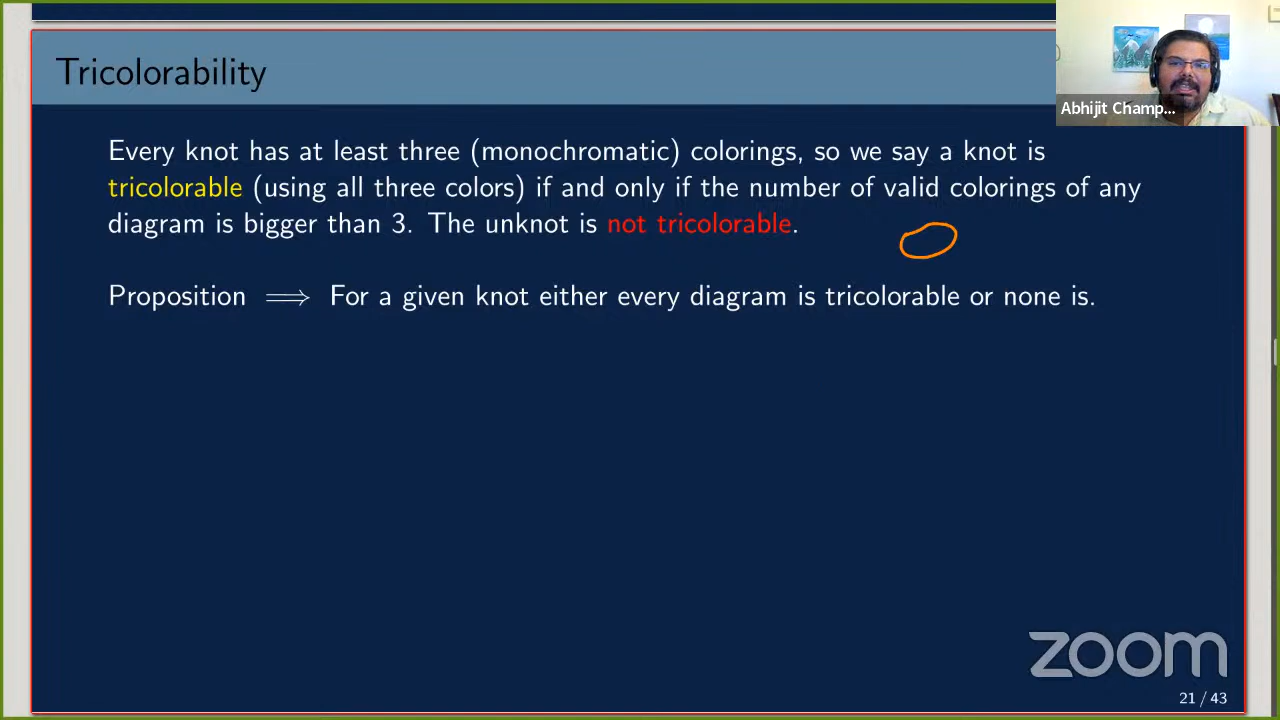 Tricolorability
Abhijit Champ...
Every knot has at least three (monochromatic) colorings, so we say a knot is
tricolorable (using all three colors) if and only if the number of valid colorings of any
diagram is bigger than 3. The unknot is not tricolorable.
Proposition ⟹ For a given knot either every diagram is tricolorable or none is.
zoom
21 / 43